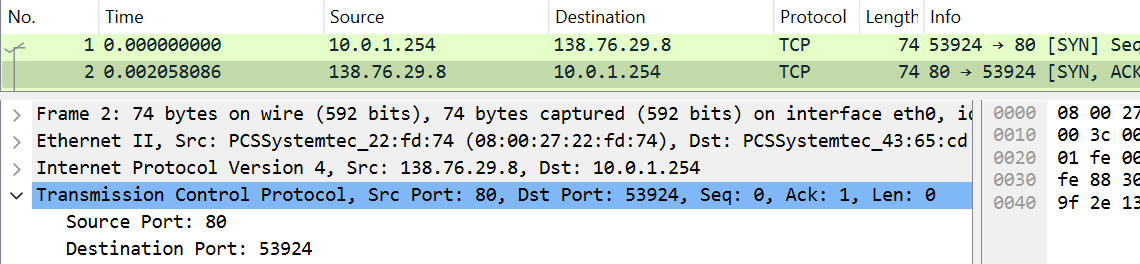 No. Time Source Destination Protocol Length Info
1 0.000000000 10.0.1.254 138.76.29.8 TCP 74 53924 → 80 [SYN] Seq
2 0.002058086 138.76.29.8 10.0.1.254 TCP 74 80 → 53924 [SYN, ACK
Frame 2: 74 bytes on wire (592 bits), 74 bytes captured (592 bits) on interface eth0, id
Ethernet II, Src: PCSSystemtec_22:fd:74 (08:00:27:22:fd:74), Dst: PCSSystemtec_43:65:cd
Internet Protocol Version 4, Src: 138.76.29.8, Dst: 10.0.1.254
Transmission Control Protocol, Src Port: 80, Dst Port: 53924, Seq: 0, Ack: 1, Len: 0
Source Port: 80
Destination Port: 53924
0000 08 00 27
0010 00 3c 00
0020 01 fe 00
0030 fe 88 30
0040 9f 2e 13